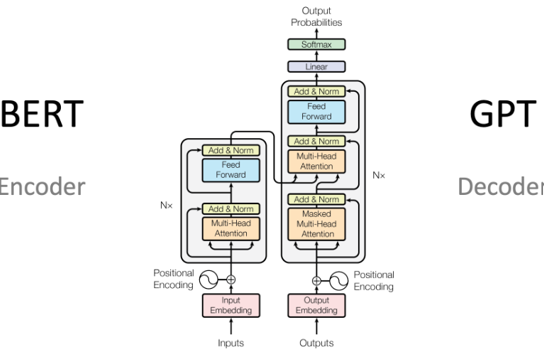 Output
Probabilities
Softmax
Linear
Add & Norm
Feed
Forward
Add & Norm
Multi-Head
Attention
Add & Norm
Masked
Multi-Head
Attention
Nx
Positional
Encoding
Output
Embedding
Outputs
Add & Norm
Feed
Forward
Add & Norm
Multi-Head
Attention
Nx
Positional
Encoding
Input
Embedding
Inputs
BERT
Encoder
GPT
Decoder